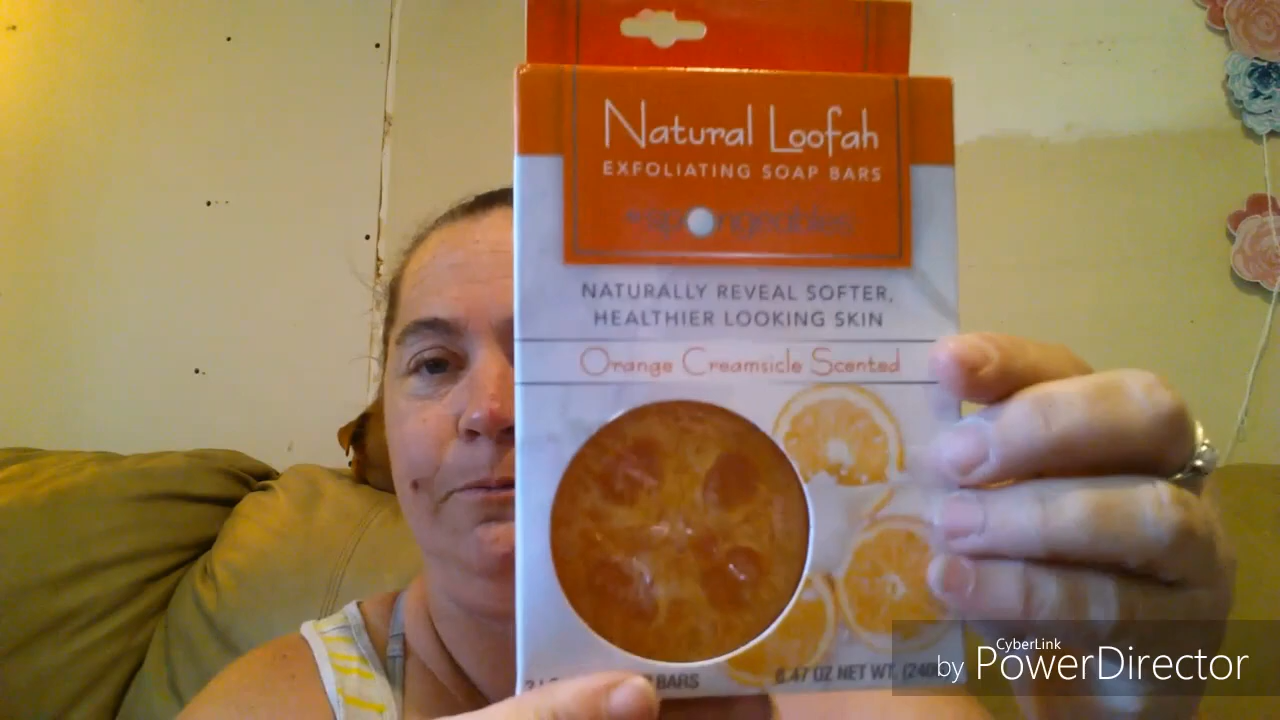 Natural Loofah
EXFOLIATING SOAP BARS
spongeables
NATURALLY REVEAL SOFTER,
HEALTHIER LOOKING SKIN
Orange Creamsicle Scented
BARS
8.47 OZ NET WT.
CyberLink
by PowerDirector